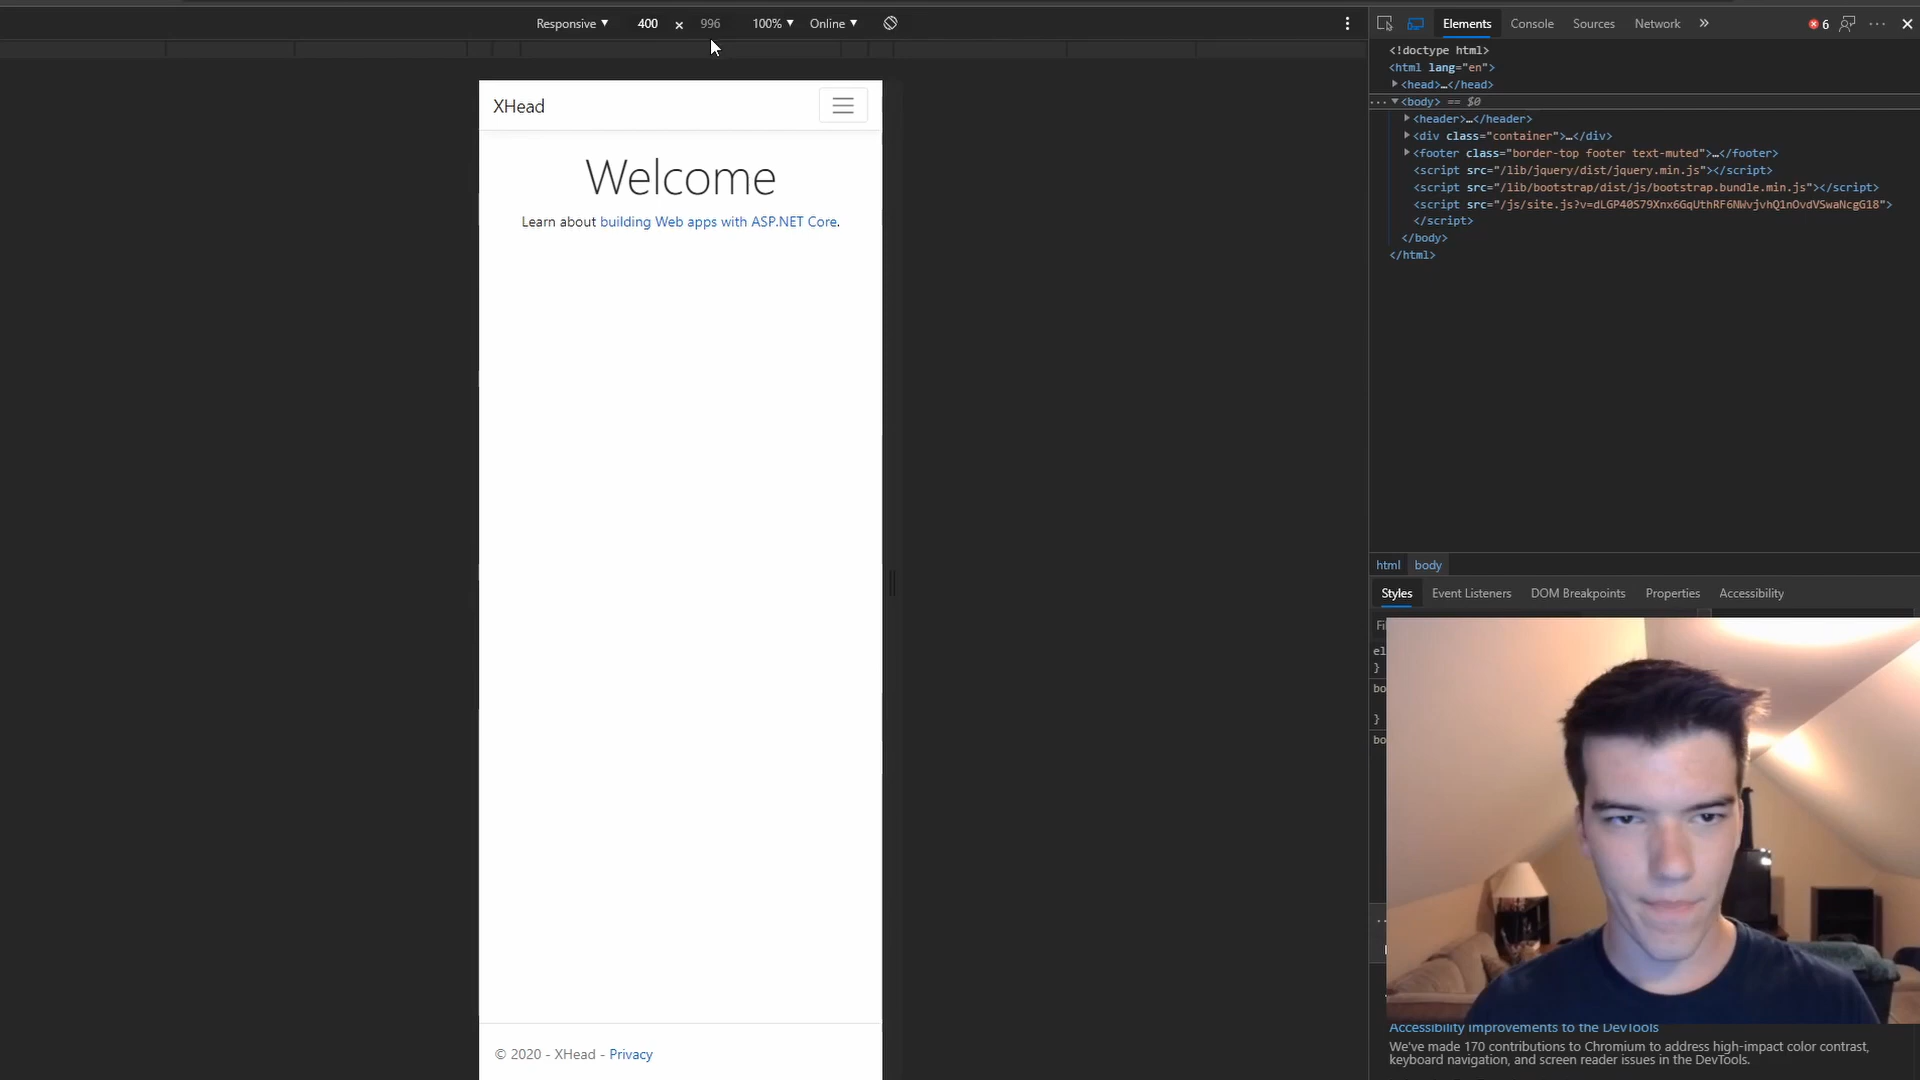 Responsive ▼ 400 × 996 100% ▼ Online ▼
Elements Console Sources Network » 6 ··· ×
<!doctype html>
<html lang="en">
<head>…</head>
··· <body> == $0
<header>…</header>
<div class="container">…</div>
<footer class="border-top footer text-muted">…</footer>
<script src="/lib/jquery/dist/jquery.min.js"></script>
<script src="/lib/bootstrap/dist/js/bootstrap.bundle.min.js"></script>
<script src="/js/site.js?v=dLGP40S79Xnx6GqUthRF6NWvjvhQ1nOvdVSwaNcgG18">
</script>
</body>
</html>
XHead
Welcome
Learn about building Web apps with ASP.NET Core.
© 2020 - XHead - Privacy
html body
Styles Event Listeners DOM Breakpoints Properties Accessibility
Fi
el
}
bo
}
bo
Accessibility improvements to the DevTools
We've made 170 contributions to Chromium to address high-impact color contrast,
keyboard navigation, and screen reader issues in the DevTools.